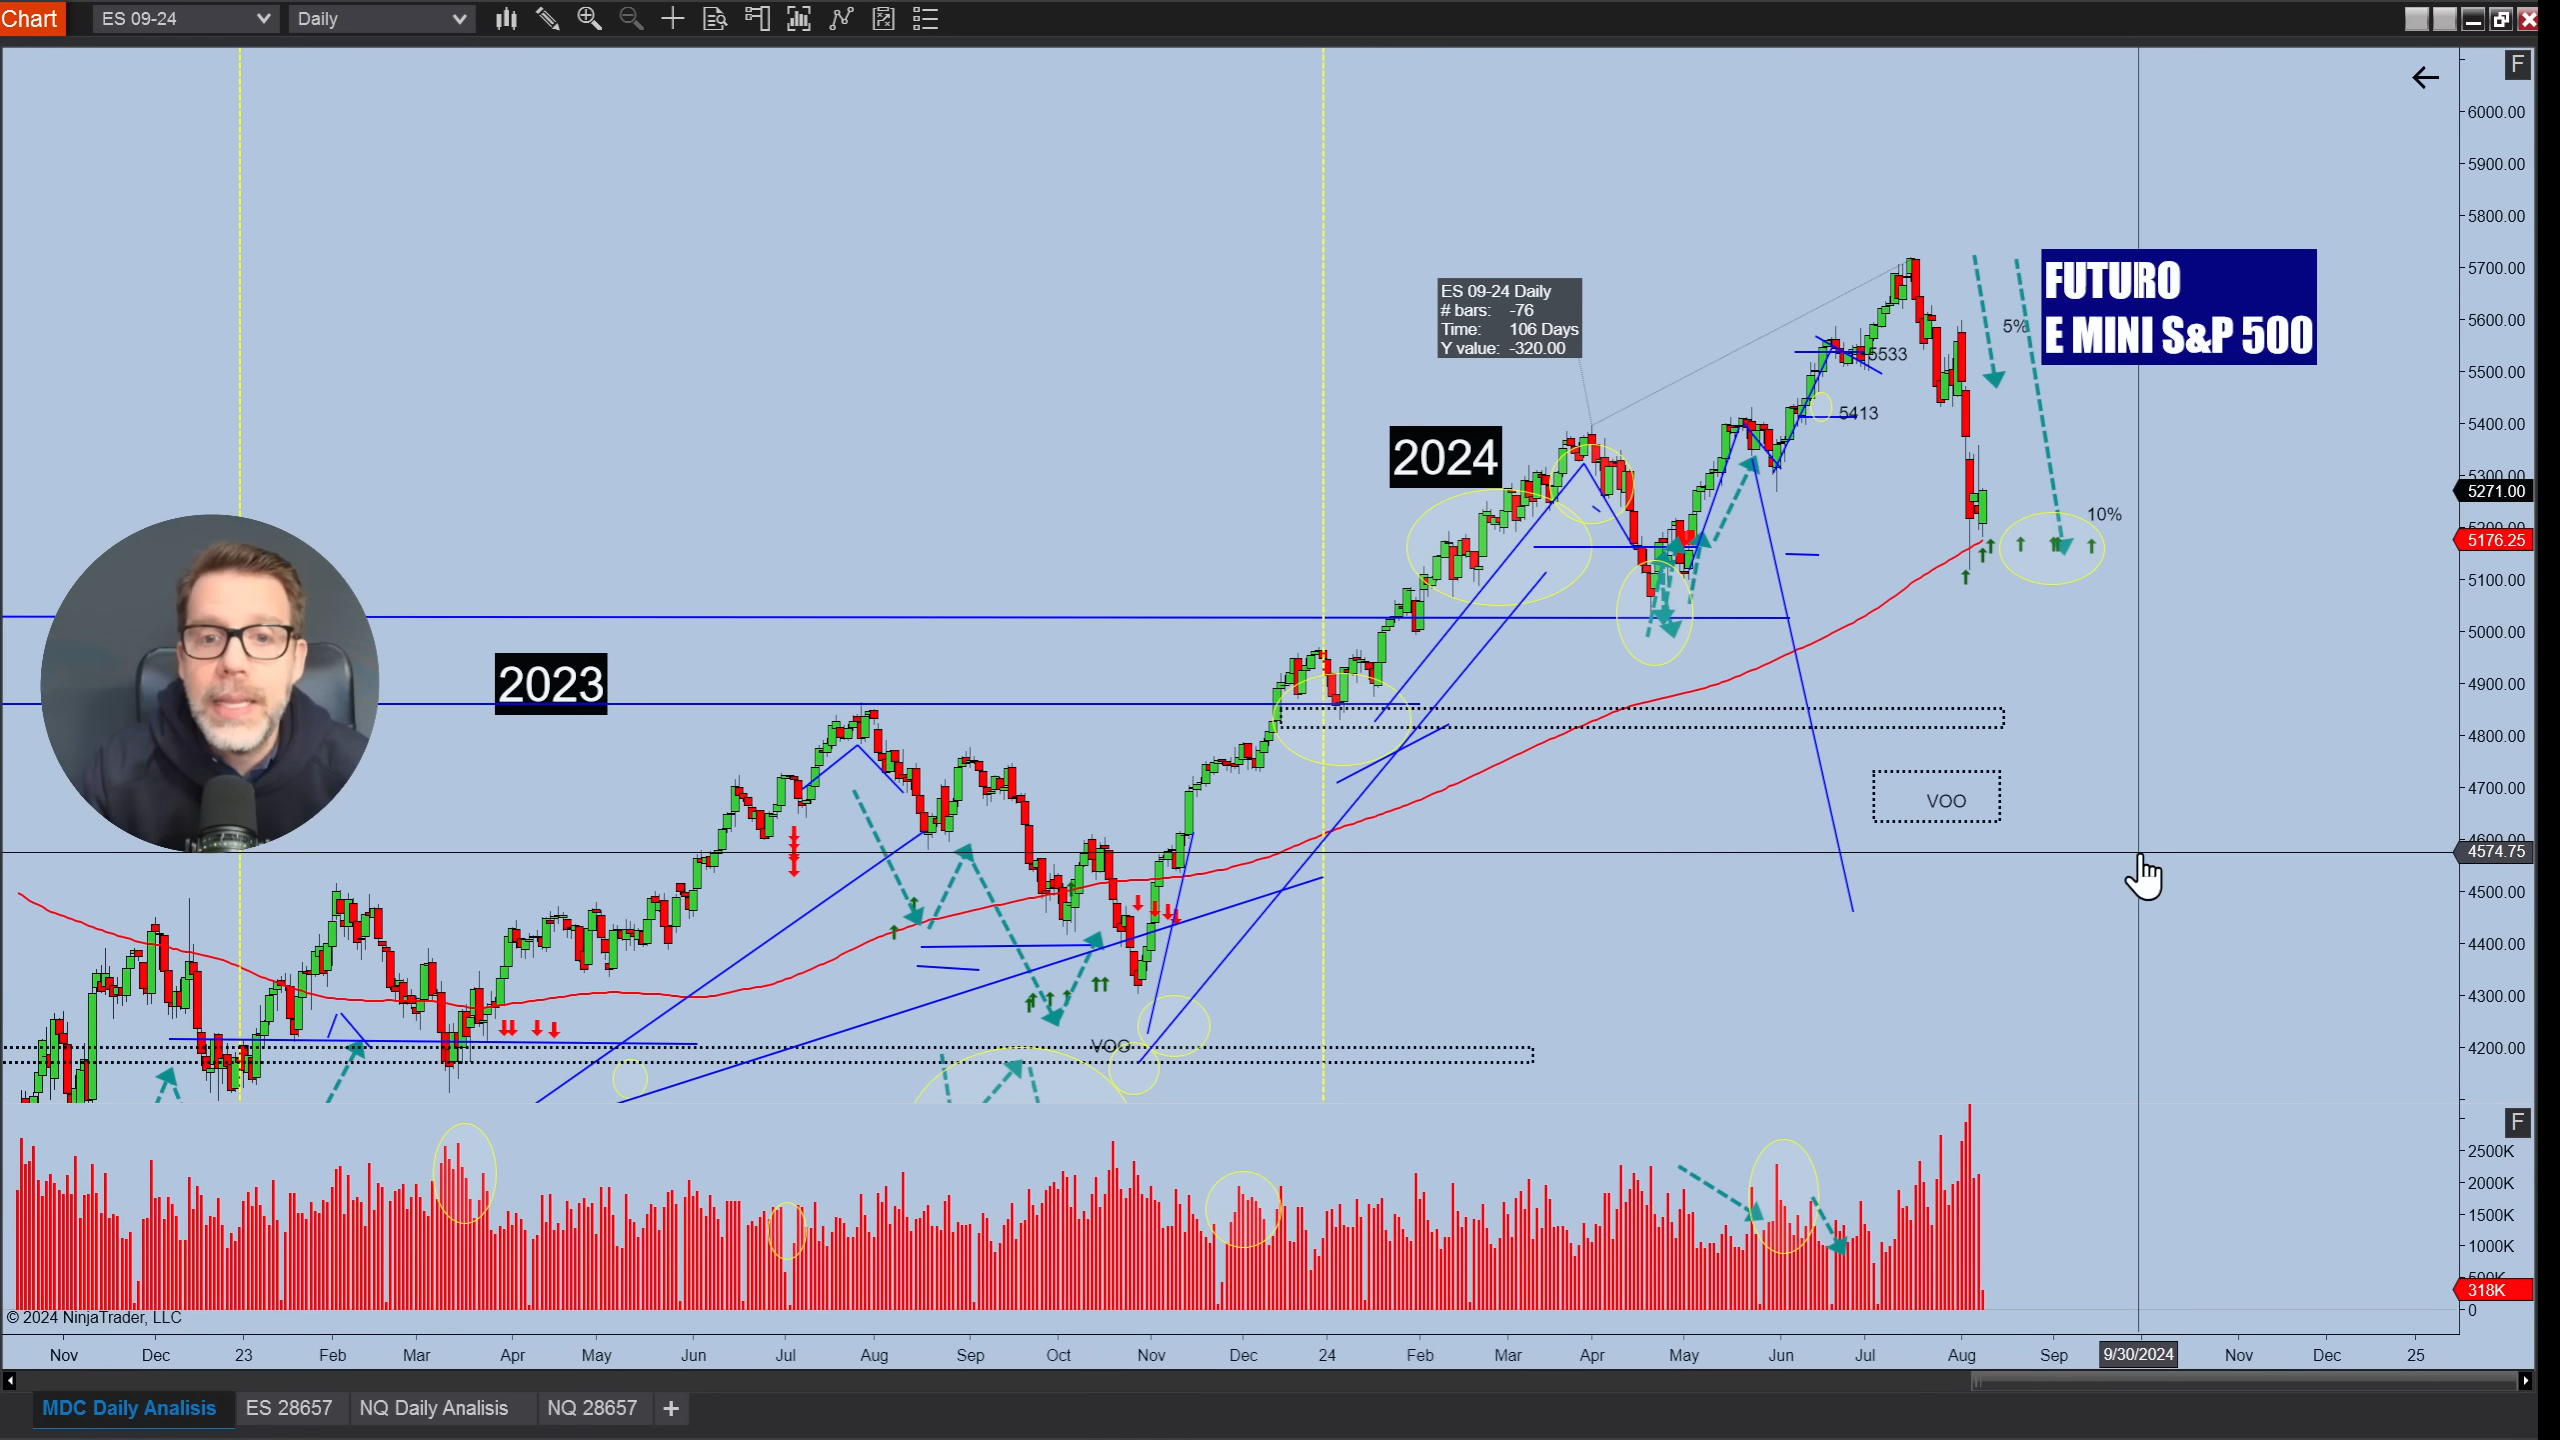 Chart
ES 09-24
Daily
F
6000.00
5900.00
5800.00
5700.00
5600.00
5500.00
5400.00
5300.00
5271.00
5200.00
5176.25
5100.00
5000.00
4900.00
4800.00
4700.00
4600.00
4574.75
4500.00
4400.00
4300.00
4200.00
FUTURO
E MINI S&P 500
5%
10%
ES 09-24 Daily
# bars: -76
Time: 106 Days
Y value: -320.00
5533
5413
2024
2023
VOO
VOO
F
2500K
2000K
1500K
1000K
500K
318K
0
© 2024 NinjaTrader, LLC
Nov Dec 23 Feb Mar Apr May Jun Jul Aug Sep Oct Nov Dec 24 Feb Mar Apr May Jun Jul Aug Sep 9/30/2024 Nov Dec 25
MDC Daily Analisis ES 28657 NQ Daily Analisis NQ 28657 +